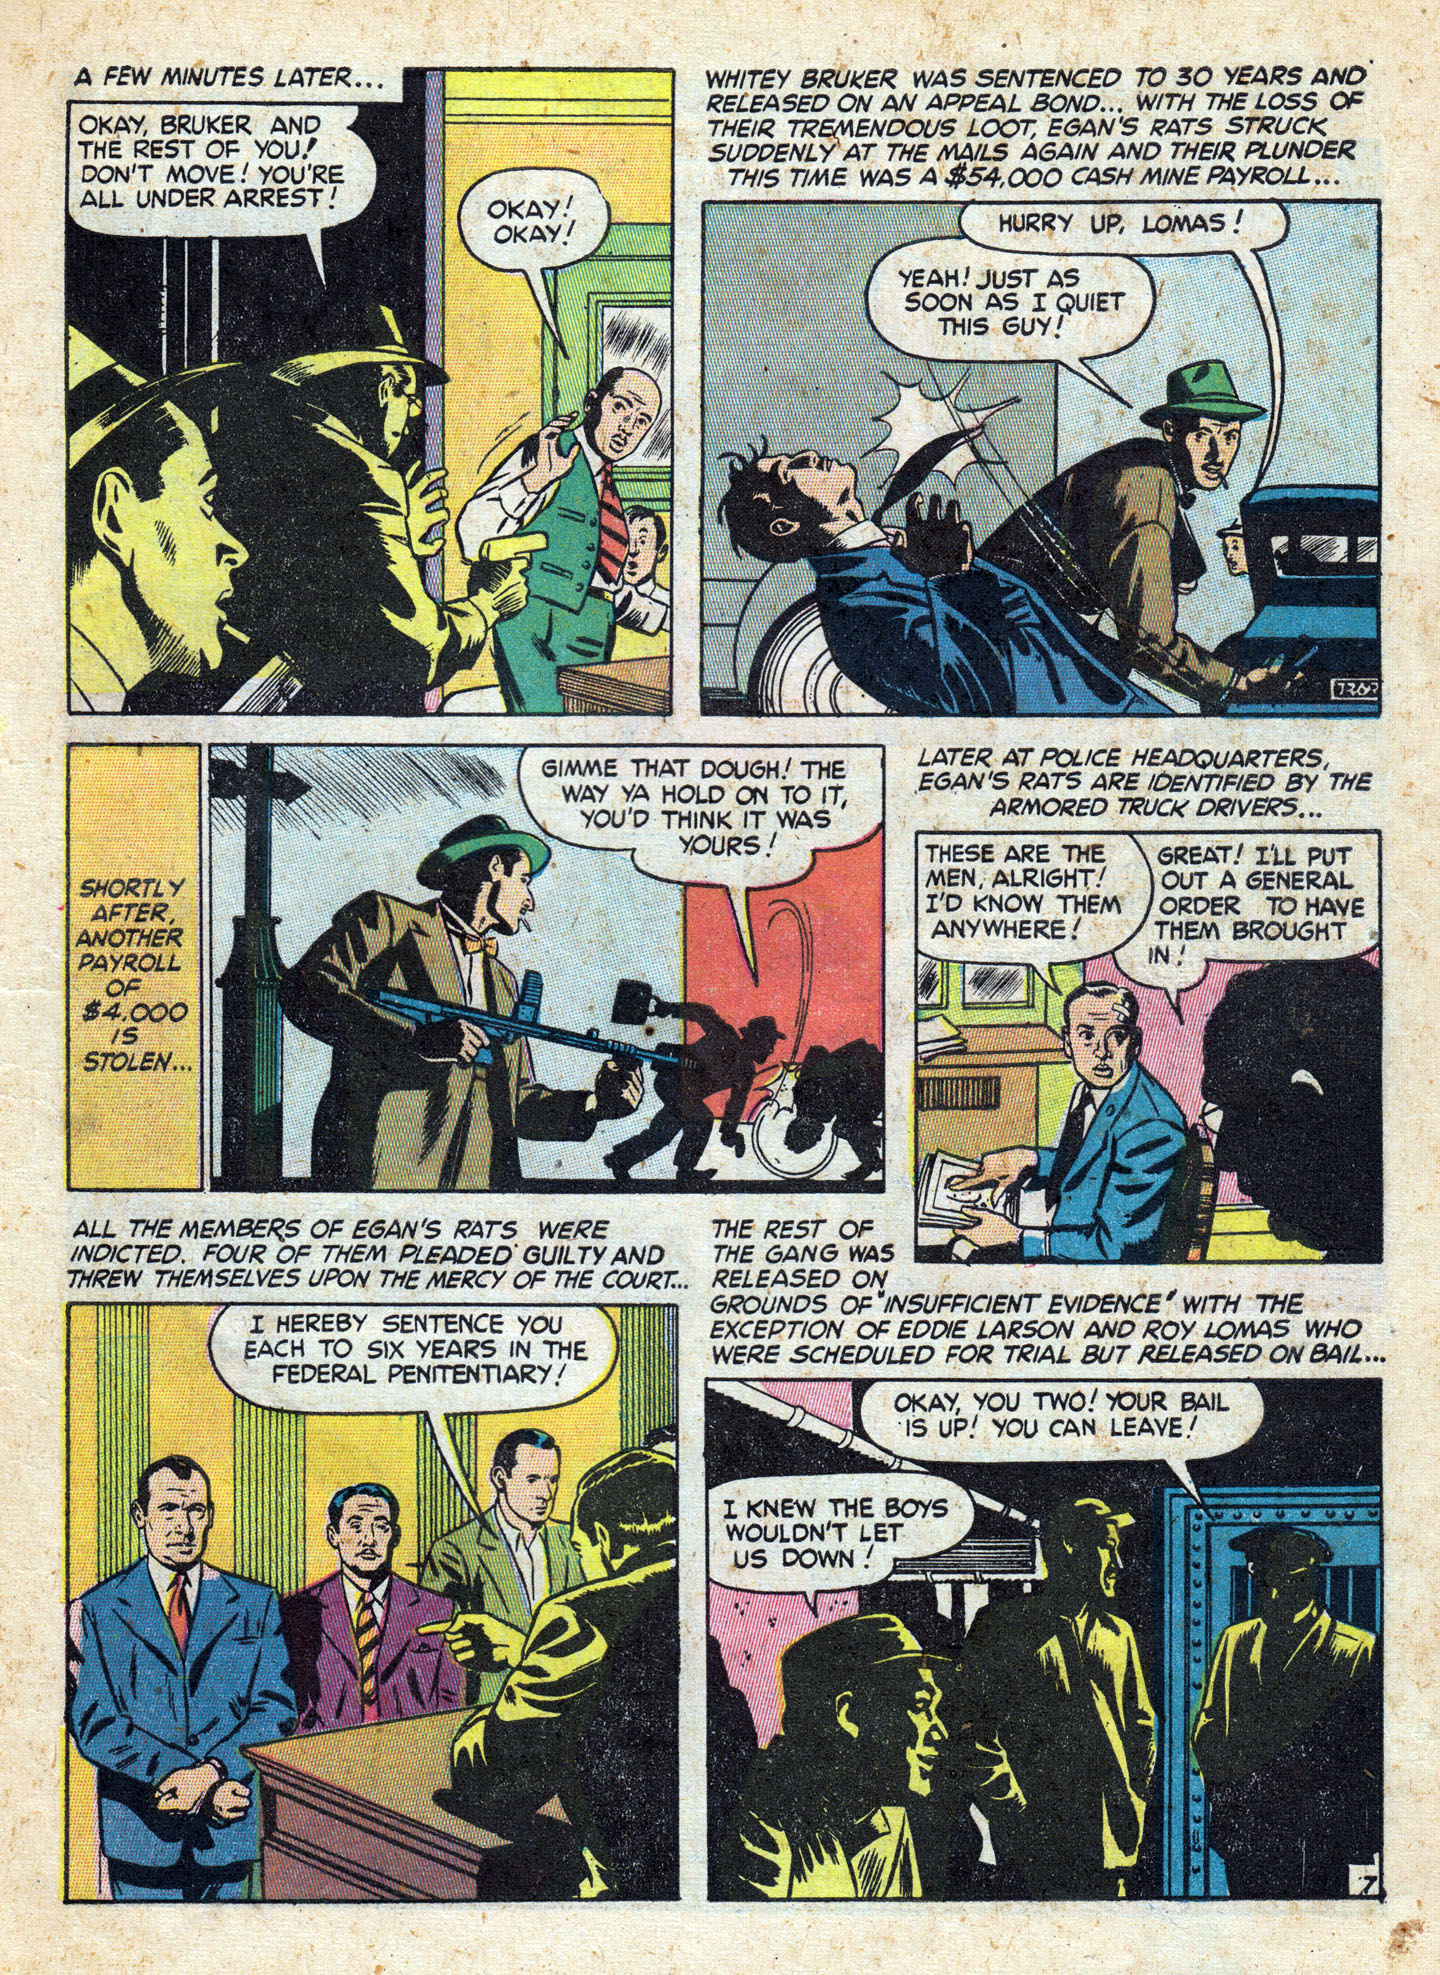 A FEW MINUTES LATER...
OKAY, BRUKER AND
THE REST OF YOU!
DON'T MOVE! YOU'RE
ALL UNDER ARREST!
OKAY!
OKAY!
WHITEY BRUKER WAS SENTENCED TO 30 YEARS AND
RELEASED ON AN APPEAL BOND... WITH THE LOSS OF
THEIR TREMENDOUS LOOT, EGAN'S RATS STRUCK
SUDDENLY AT THE MAILS AGAIN AND THEIR PLUNDER
THIS TIME WAS A $54,000 CASH MINE PAYROLL...
HURRY UP, LOMAS!
YEAH! JUST AS
SOON AS I QUIET
THIS GUY!
SHORTLY
AFTER,
ANOTHER
PAYROLL
OF
$4,000
IS
STOLEN...
GIMME THAT DOUGH! THE
WAY YA HOLD ON TO IT,
YOU'D THINK IT WAS
YOURS!
LATER AT POLICE HEADQUARTERS,
EGAN'S RATS ARE IDENTIFIED BY THE
ARMORED TRUCK DRIVERS...
THESE ARE THE
MEN, ALRIGHT!
I'D KNOW THEM
ANYWHERE!
GREAT! I'LL PUT
OUT A GENERAL
ORDER TO HAVE
THEM BROUGHT
IN!
ALL THE MEMBERS OF EGAN'S RATS WERE
INDICTED. FOUR OF THEM PLEADED GUILTY AND
THREW THEMSELVES UPON THE MERCY OF THE COURT...
I HEREBY SENTENCE YOU
EACH TO SIX YEARS IN THE
FEDERAL PENITENTIARY!
THE REST OF
THE GANG WAS
RELEASED ON
GROUNDS OF "INSUFFICIENT EVIDENCE" WITH THE
EXCEPTION OF EDDIE LARSON AND ROY LOMAS WHO
WERE SCHEDULED FOR TRIAL BUT RELEASED ON BAIL...
OKAY, YOU TWO! YOUR BAIL
IS UP! YOU CAN LEAVE!
I KNEW THE BOYS
WOULDN'T LET
US DOWN!
7